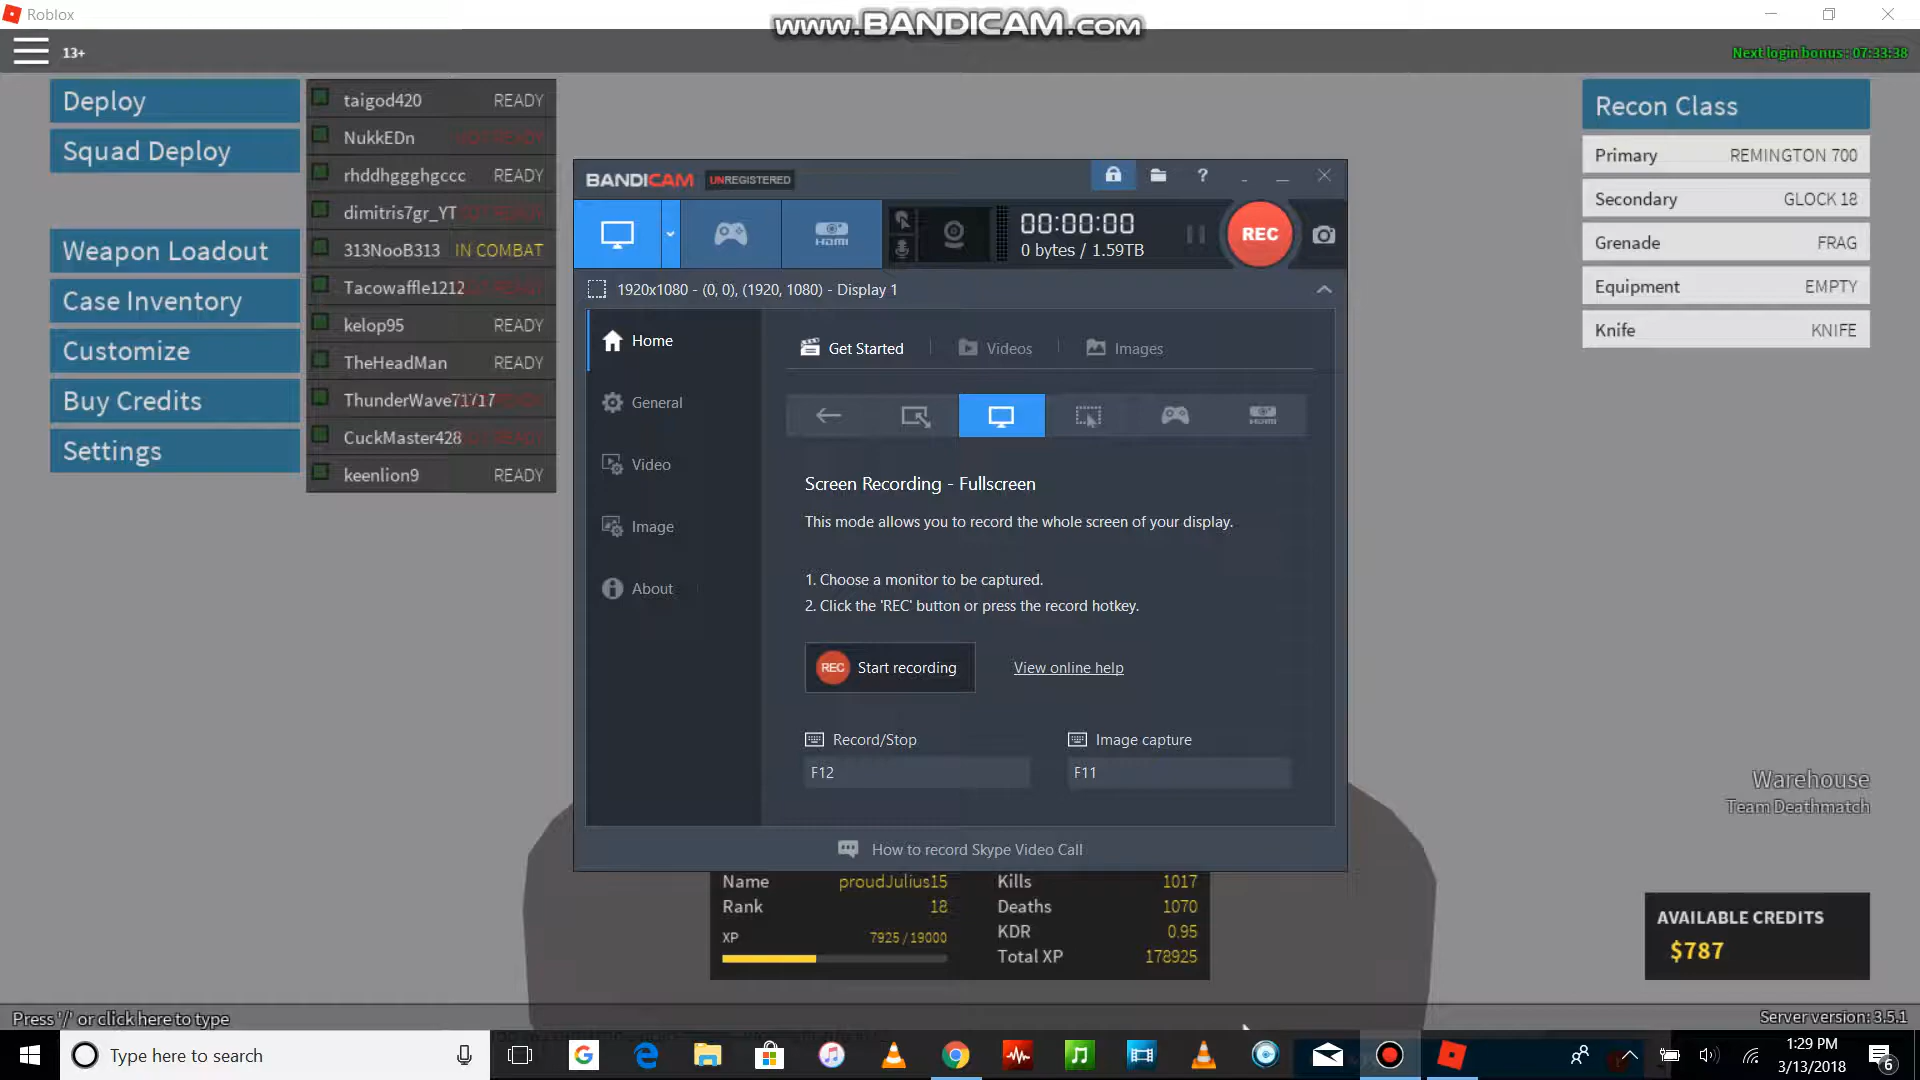 Roblox
www.BANDICAM.com
13+
Next login bonus : 07:33:38
Deploy
Squad Deploy
Weapon Loadout
Case Inventory
Customize
Buy Credits
Settings
taigod420 READY
NukkEDn NOT READY
rhddhggghgccc READY
dimitris7gr_YT NOT READY
313NooB313 IN COMBAT
Tacowaffle1212 NOT READY
kelop95 READY
TheHeadMan READY
ThunderWave71717
CuckMaster428
keenlion9 READY
BANDICAM UNREGISTERED
?
HDMI
00:00:00
0 bytes / 1.59TB
REC
1920x1080 - (0, 0), (1920, 1080) - Display 1
Home
General
Video
Image
About
Get Started
Videos
Images
HDMI
Screen Recording - Fullscreen
This mode allows you to record the whole screen of your display.
1. Choose a monitor to be captured.
2. Click the 'REC' button or press the record hotkey.
REC Start recording
View online help
Record/Stop
F12
Image capture
F11
How to record Skype Video Call
Recon Class
Primary REMINGTON 700
Secondary GLOCK 18
Grenade FRAG
Equipment EMPTY
Knife KNIFE
Warehouse
Team Deathmatch
Name proudJulius15
Rank 18
XP 7925 / 19000
Kills 1017
Deaths 1070
KDR 0.95
Total XP 178925
AVAILABLE CREDITS
$787
Press '/' or click here to type
Server version: 3.5.1
Type here to search
1:29 PM
3/13/2018
6